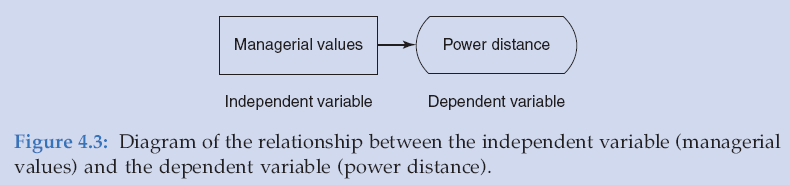 Managerial values
Power distance
Independent variable
Dependent variable
Figure 4.3: Diagram of the relationship between the independent variable (managerial
values) and the dependent variable (power distance).